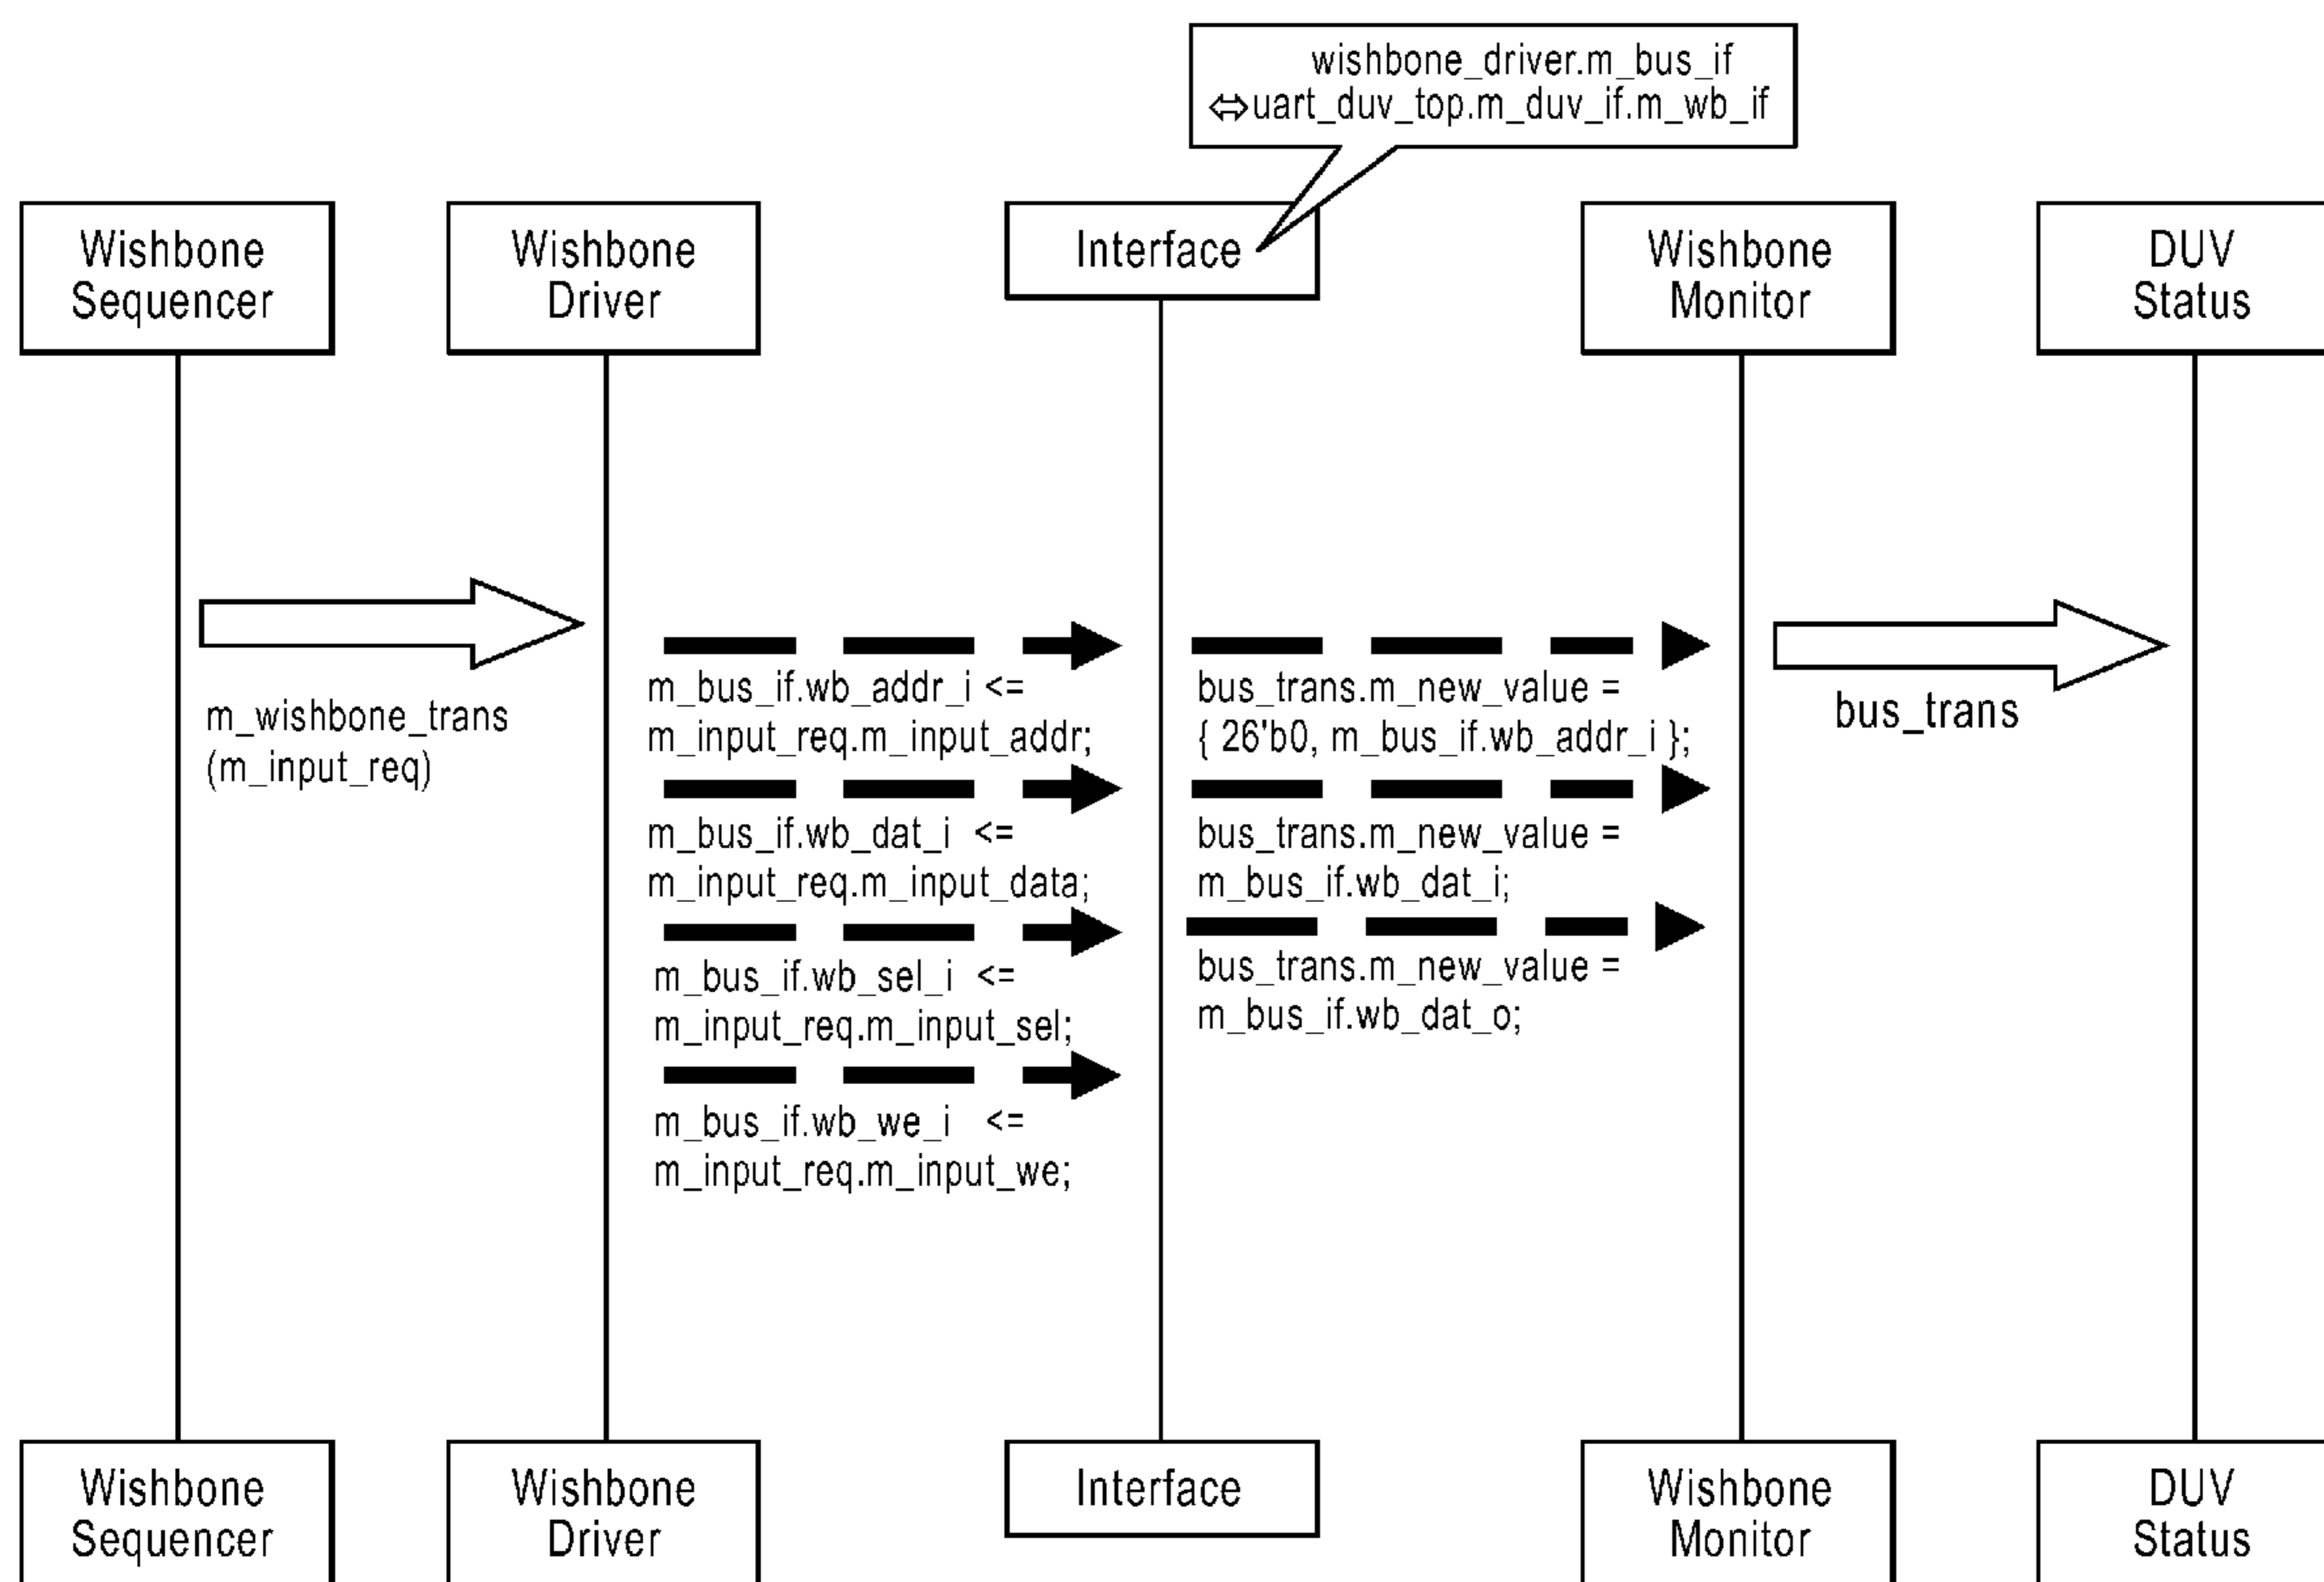 wishbone_driver.m_bus_if
⇔uart_duv_top.m_duv_if.m_wb_if
Wishbone
Sequencer
Wishbone
Driver
Interface
Wishbone
Monitor
DUV
Status
m_wishbone_trans
(m_input_req)
m_bus_if.wb_addr_i <=
m_input_req.m_input_addr;
m_bus_if.wb_dat_i <=
m_input_req.m_input_data;
m_bus_if.wb_sel_i <=
m_input_req.m_input_sel;
m_bus_if.wb_we_i <=
m_input_req.m_input_we;
bus_trans.m_new_value =
{ 26'b0, m_bus_if.wb_addr_i };
bus_trans.m_new_value =
m_bus_if.wb_dat_i;
bus_trans.m_new_value =
m_bus_if.wb_dat_o;
bus_trans
Wishbone
Sequencer
Wishbone
Driver
Interface
Wishbone
Monitor
DUV
Status